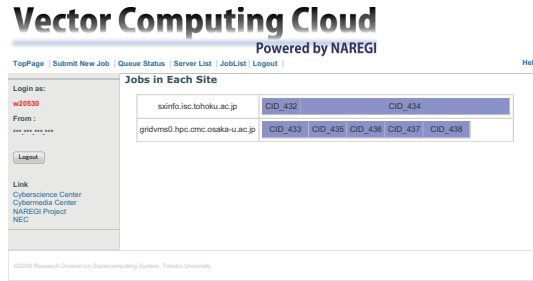 Vector Computing Cloud
Powered by NAREGI
TopPage | Submit New Job | Queue Status | Server List | JobList | Logout | Hel
Login as:
w20530
From :
***.***.***.***
Logout
Link
Cyberscience Center
Cybermedia Center
NAREGI Project
NEC
Jobs in Each Site
sxinfo.isc.tohoku.ac.jp CID_432 CID_434
gridvms0.hpc.cmc.osaka-u.ac.jp CID_433 CID_435 CID_436 CID_437 CID_438
©2009 Research Division on Supercomputing System, Tohoku University